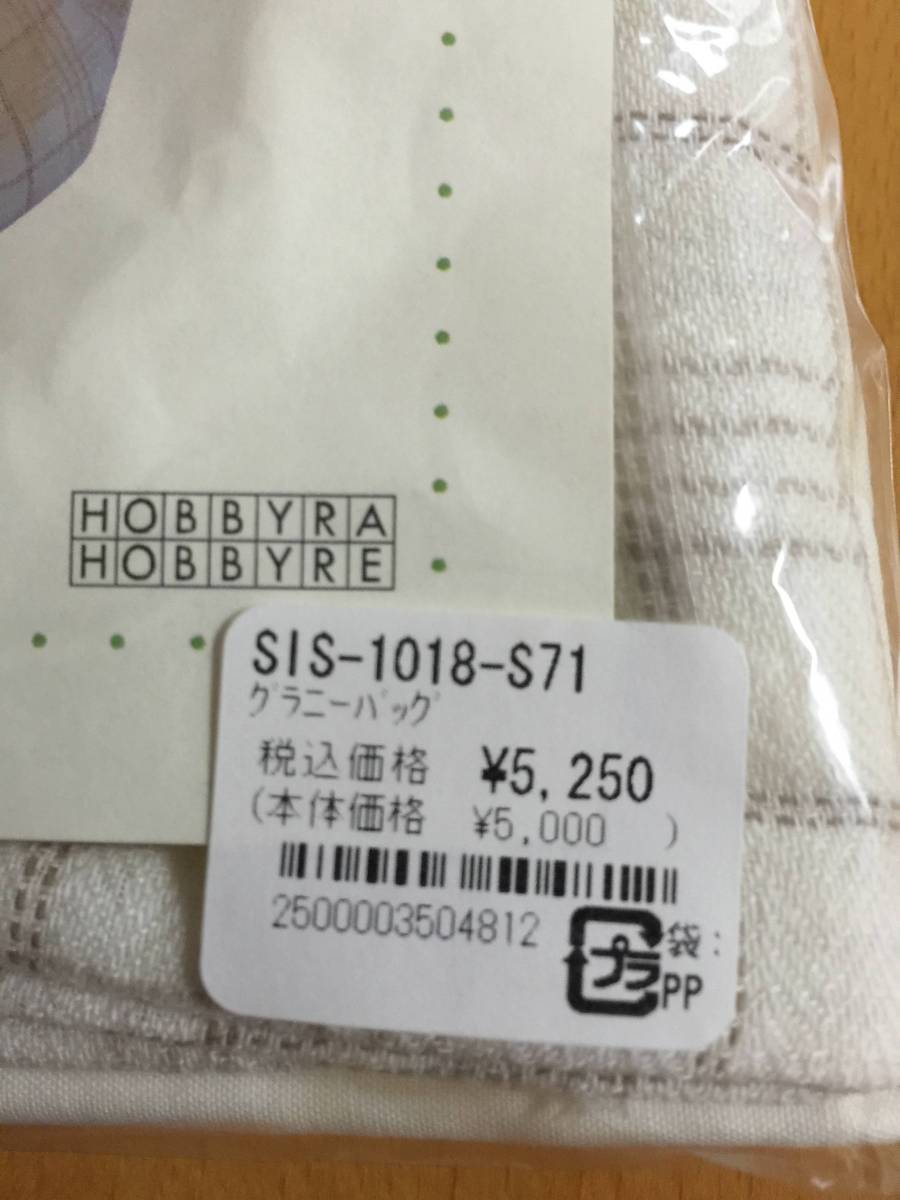 HOBBYRA
HOBBYRE
SIS-1018-S71
グラニーバッグ
税込価格 ¥5,250
(本体価格 ¥5,000 )
2500003504812
プラ 袋:
PP